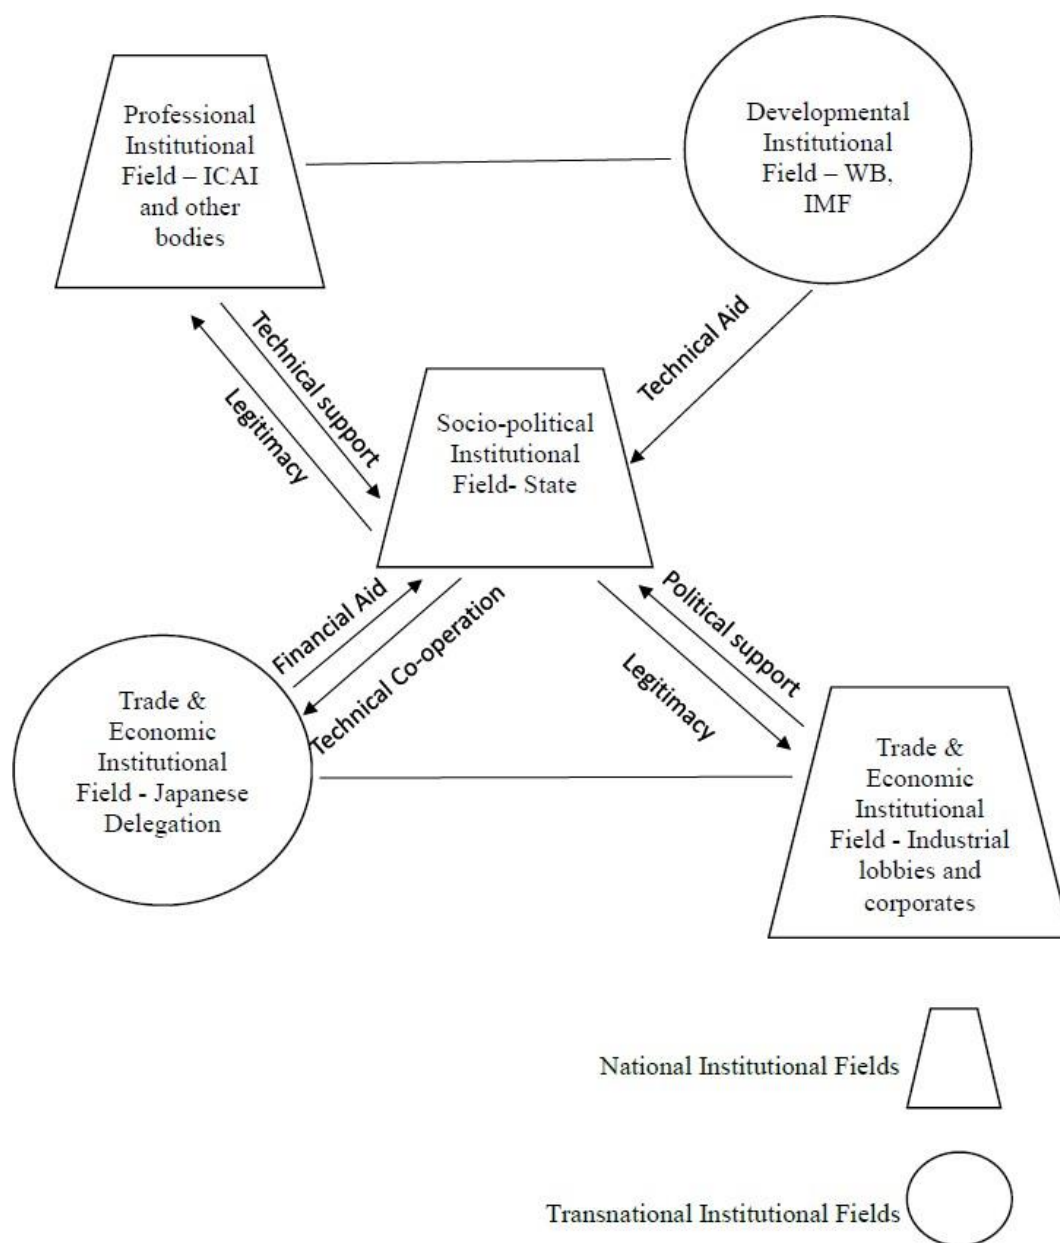 Professional
Institutional
Field – ICAI
and other
bodies
Developmental
Institutional
Field – WB,
IMF
Technical support
Legitimacy
Technical Aid
Socio-political
Institutional
Field- State
Financial Aid
Technical Co-operation
Political support
Legitimacy
Trade &
Economic
Institutional
Field - Japanese
Delegation
Trade &
Economic
Institutional
Field - Industrial
lobbies and
corporates
National Institutional Fields
Transnational Institutional Fields